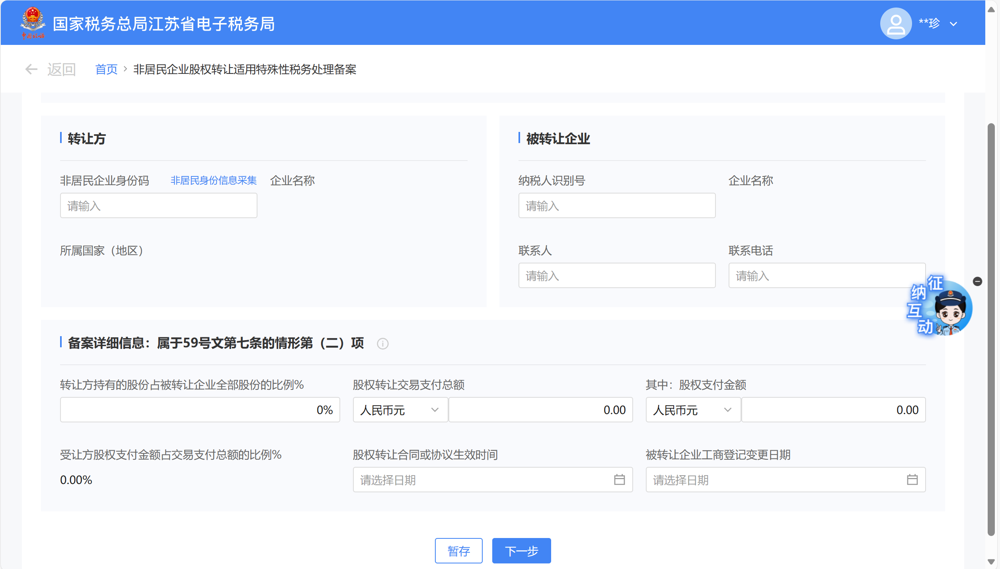 国家税务总局江苏省电子税务局
中国税务
**珍
返回
首页 > 非居民企业股权转让适用特殊性税务处理备案
转让方
非居民企业身份码 非居民身份信息采集 企业名称
请输入
所属国家（地区）
被转让企业
纳税人识别号 企业名称
请输入
联系人 联系电话
请输入 请输入
征纳互动
备案详细信息：属于59号文第七条的情形第（二）项
转让方持有的股份占被转让企业全部股份的比例% 股权转让交易支付总额 其中：股权支付金额
0% 人民币元 0.00 人民币元 0.00
受让方股权支付金额占交易支付总额的比例% 股权转让合同或协议生效时间 被转让企业工商登记变更日期
0.00% 请选择日期 请选择日期
暂存 下一步